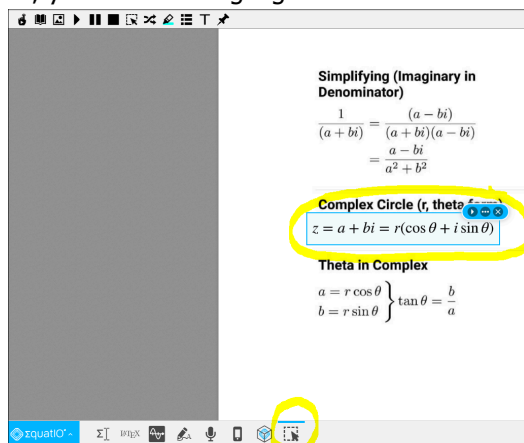 Simplifying (Imaginary in
Denominator)
1/(a + bi) = (a − bi)/((a + bi)(a − bi))
= (a − bi)/(a² + b²)
Complex Circle (r, theta form)
z = a + bi = r(cos θ + i sin θ)
Theta in Complex
a = r cos θ
b = r sin θ } tan θ = b/a
EquatIO
LATEX